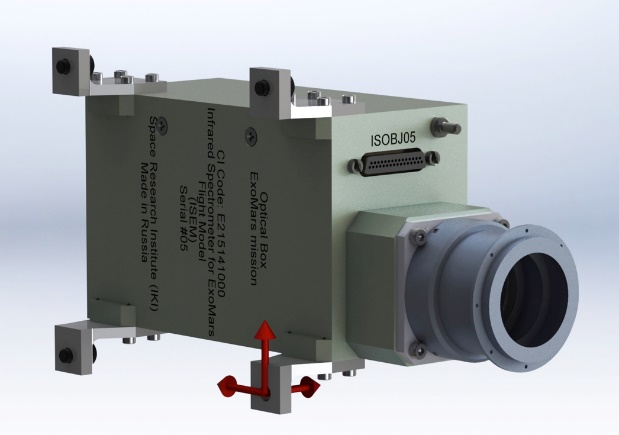 ISOBJ05
Optical Box
ExoMars mission
CI Code: E215141000
Infrared Spectrometer for ExoMars
Flight Model
(ISEM)
Serial #05
Space Research Institute (IKI)
Made in Russia